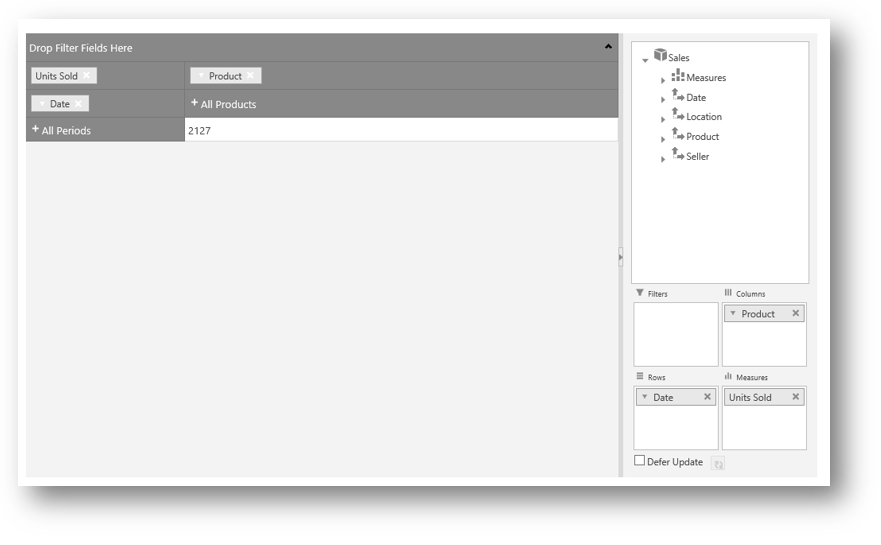 Drop Filter Fields Here
Units Sold
Product
Date
All Products
All Periods
2127
Sales
Measures
Date
Location
Product
Seller
Filters
Columns
Product
Rows
Measures
Date
Units Sold
Defer Update